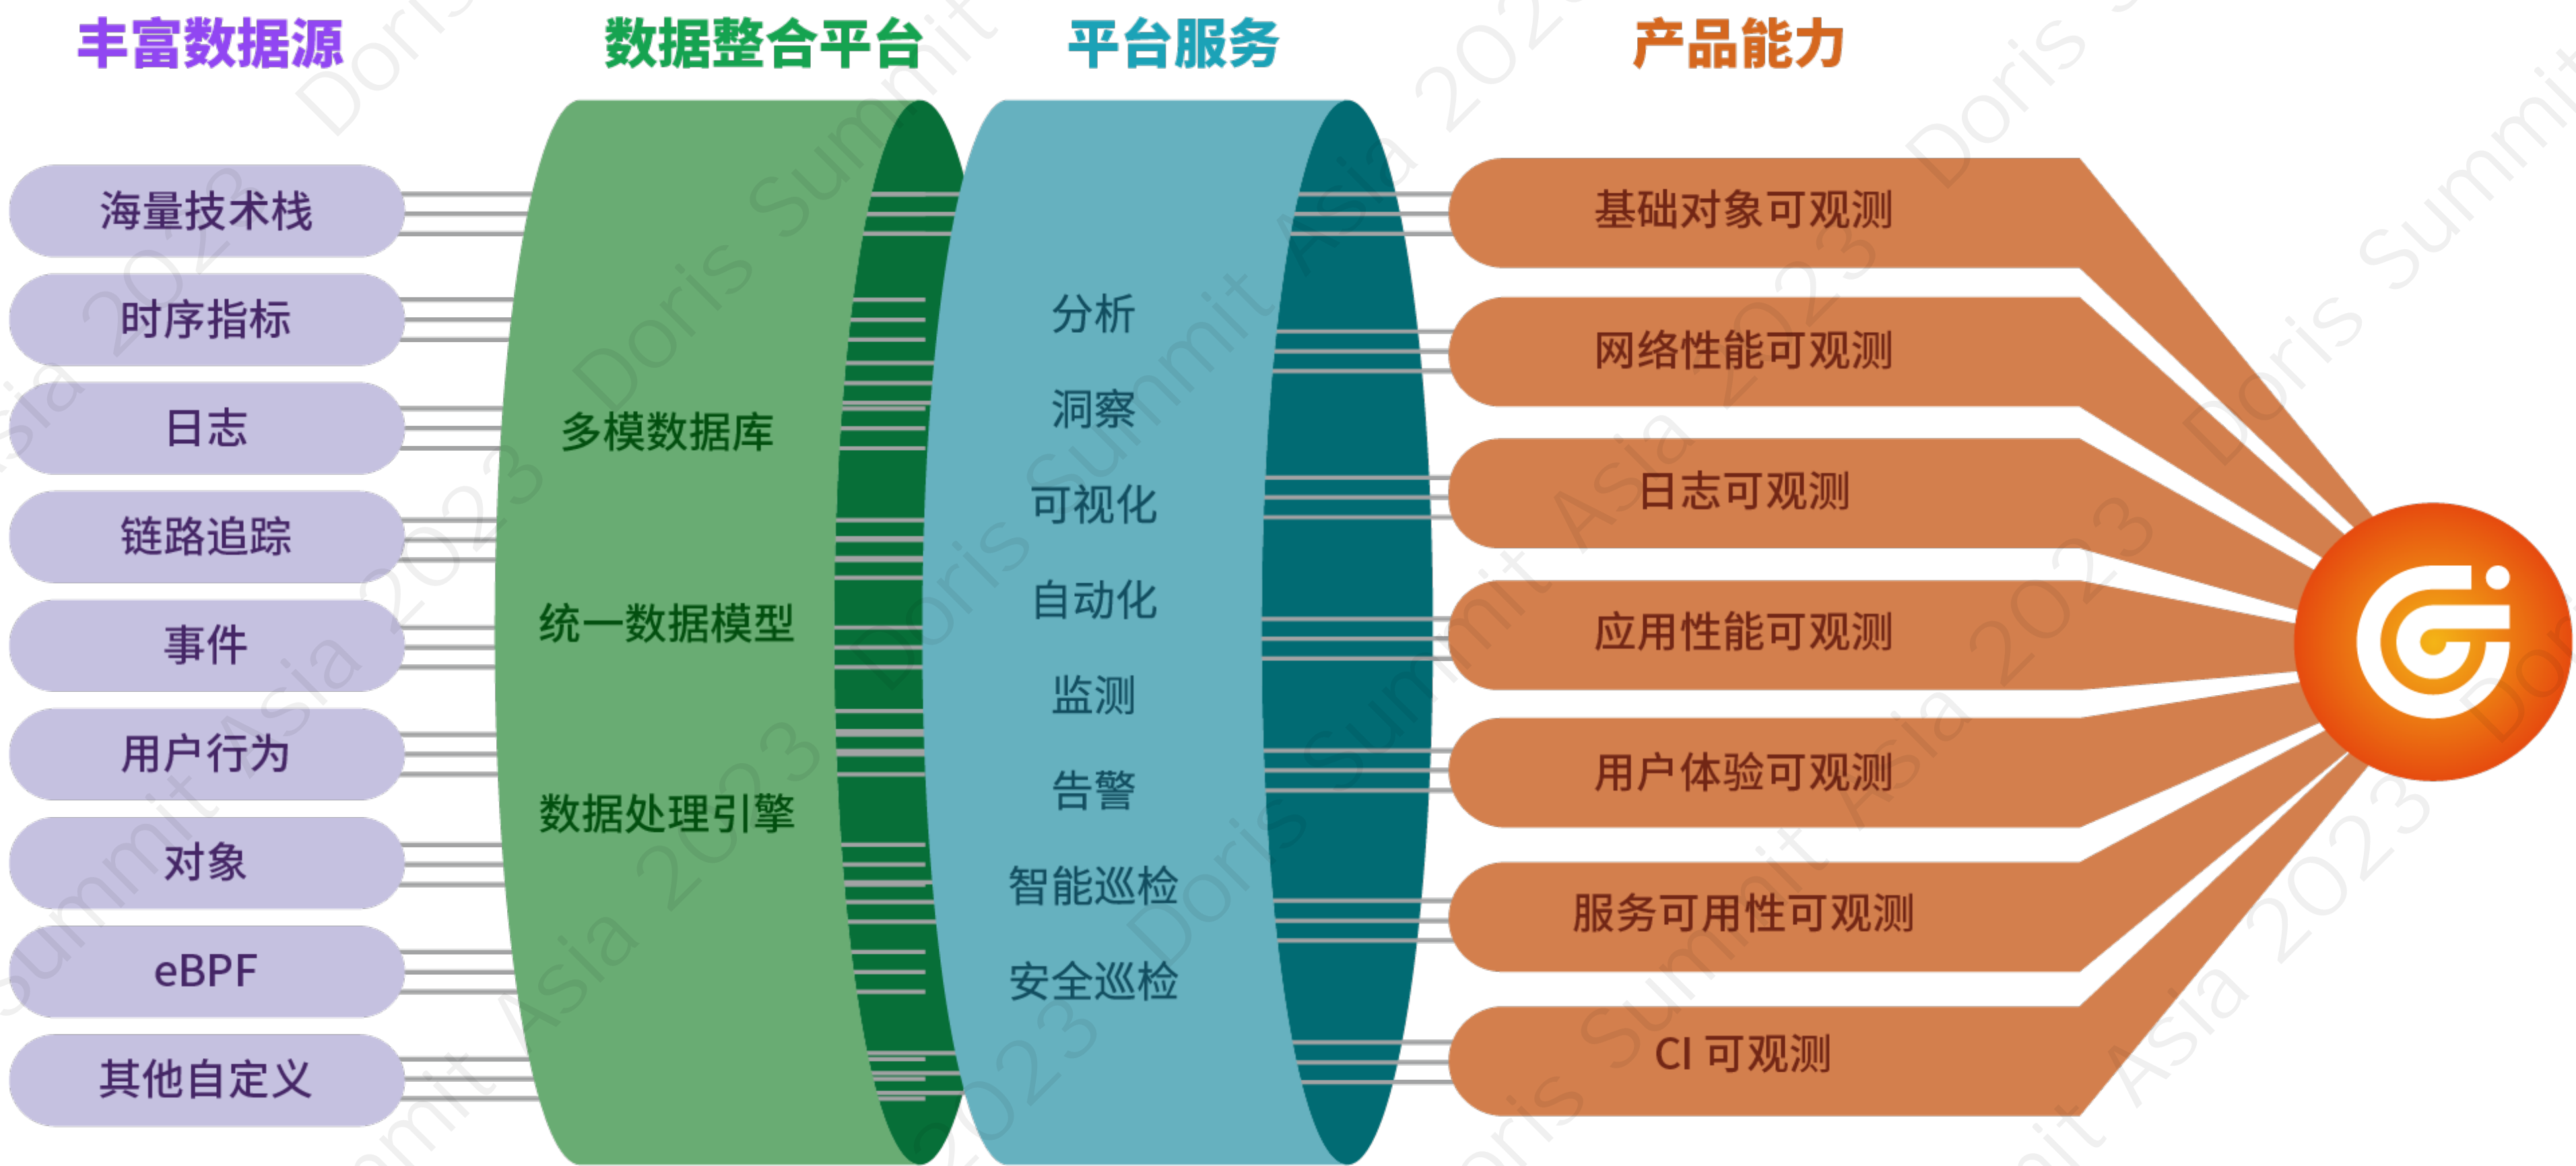 丰富数据源
数据整合平台
平台服务
产品能力
海量技术栈
时序指标
日志
链路追踪
事件
用户行为
对象
eBPF
其他自定义
多模数据库
统一数据模型
数据处理引擎
分析
洞察
可视化
自动化
监测
告警
智能巡检
安全巡检
基础对象可观测
网络性能可观测
日志可观测
应用性能可观测
用户体验可观测
服务可用性可观测
CI 可观测
Doris Summit Asia 2023